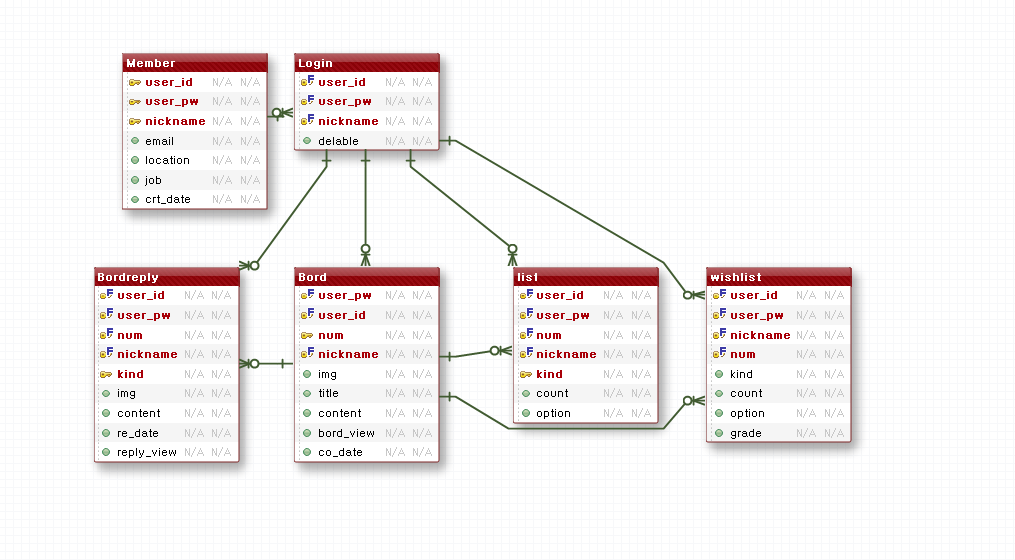 Member
user_id N/A N/A
user_pw N/A N/A
nickname N/A N/A
email N/A N/A
location N/A N/A
job N/A N/A
crt_date N/A N/A
Login
user_id N/A N/A
user_pw N/A N/A
nickname N/A N/A
delable N/A N/A
Bordreply
user_id N/A N/A
user_pw N/A N/A
num N/A N/A
nickname N/A N/A
kind N/A N/A
img N/A N/A
content N/A N/A
re_date N/A N/A
reply_view N/A N/A
Bord
user_pw N/A N/A
user_id N/A N/A
num N/A N/A
nickname N/A N/A
img N/A N/A
title N/A N/A
content N/A N/A
bord_view N/A N/A
co_date N/A N/A
lis1
user_id N/A N/A
user_pw N/A N/A
num N/A N/A
nickname N/A N/A
kind N/A N/A
count N/A N/A
option N/A N/A
wishlist
user_id N/A N/A
user_pw N/A N/A
nickname N/A N/A
num N/A N/A
kind N/A N/A
count N/A N/A
option N/A N/A
grade N/A N/A